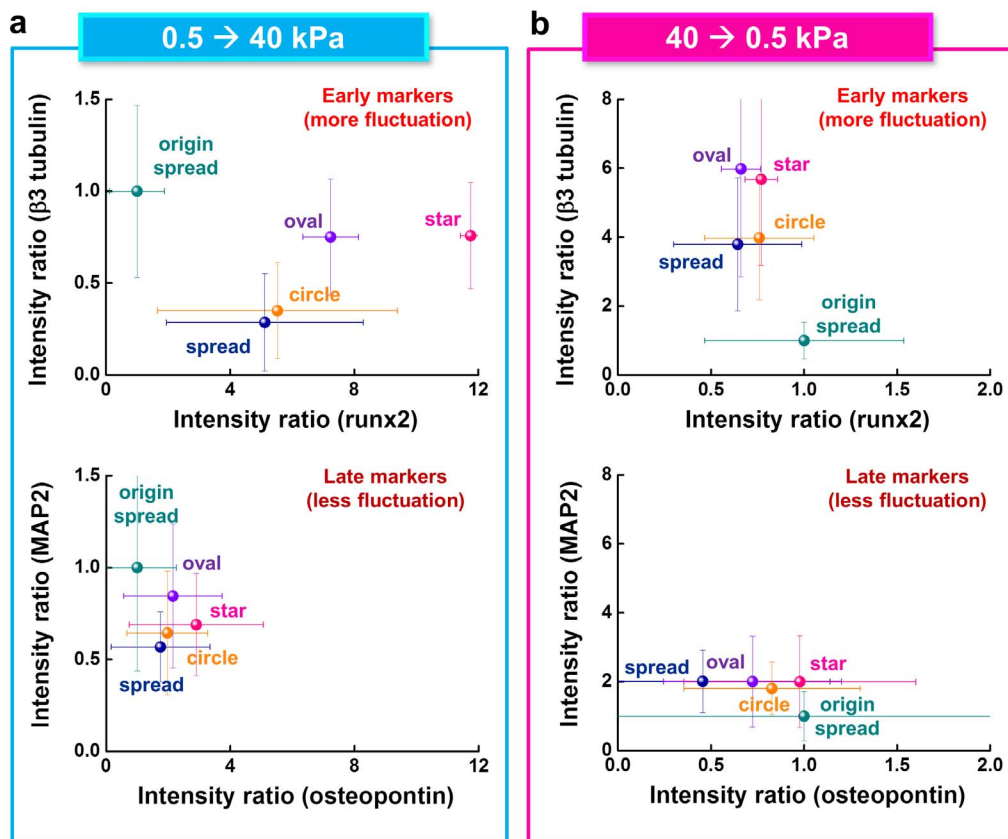 a
0.5 → 40 kPa
Intensity ratio (β3 tubulin)
1.5
1.0
0.5
0.0
Early markers
(more fluctuation)
origin
spread
oval
star
circle
spread
0
4
8
12
Intensity ratio (runx2)
Intensity ratio (MAP2)
1.5
1.0
0.5
0.0
Late markers
(less fluctuation)
origin
spread
oval
star
circle
spread
0
4
8
12
Intensity ratio (osteopontin)
b
40 → 0.5 kPa
Intensity ratio (β3 tubulin)
8
6
4
2
0
Early markers
(more fluctuation)
oval
star
circle
spread
origin
spread
0.0
0.5
1.0
1.5
2.0
Intensity ratio (runx2)
Intensity ratio (MAP2)
8
6
4
2
0
Late markers
(less fluctuation)
spread
oval
star
circle
origin
spread
0.0
0.5
1.0
1.5
2.0
Intensity ratio (osteopontin)